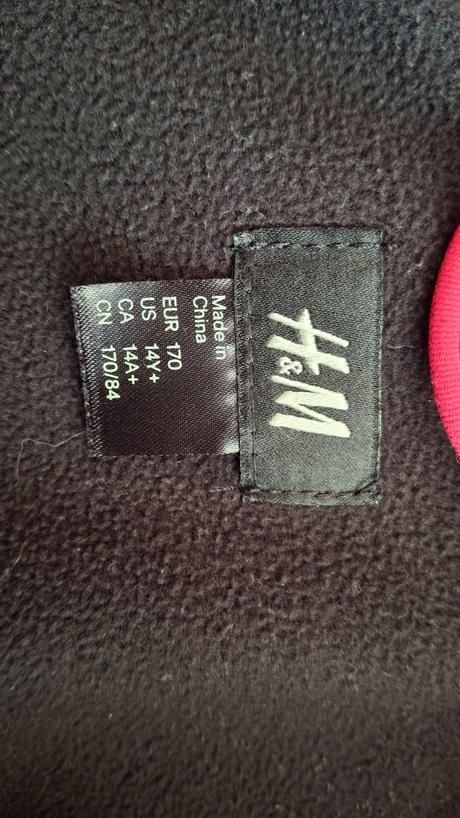 H&M
Made in
China
EUR 170
US 14Y+
CA 14A+
CN 170/84